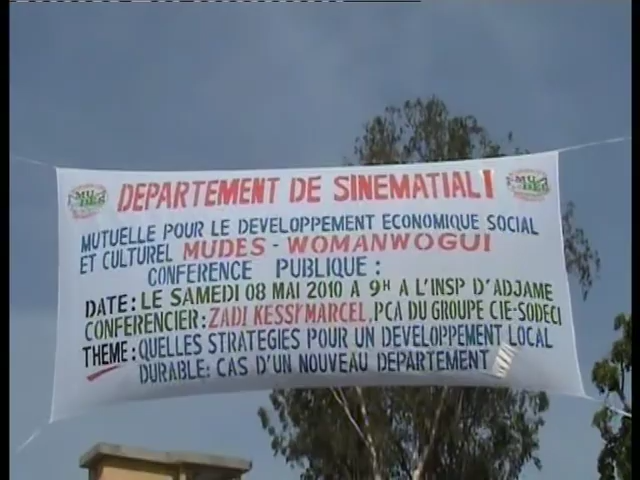 DEPARTEMENT DE SINEMATIALI
MUTUELLE POUR LE DEVELOPPEMENT ECONOMIQUE SOCIAL
ET CULTUREL MUDES - WOMANWOGUI
CONFERENCE PUBLIQUE :
DATE : LE SAMEDI 08 MAI 2010 A 9H A L'INSP D'ADJAME
CONFERENCIER : ZADI KESSY MARCEL, PCA DU GROUPE CIE-SODECI
THEME : QUELLES STRATEGIES POUR UN DEVELOPPEMENT LOCAL
DURABLE : CAS D'UN NOUVEAU DEPARTEMENT